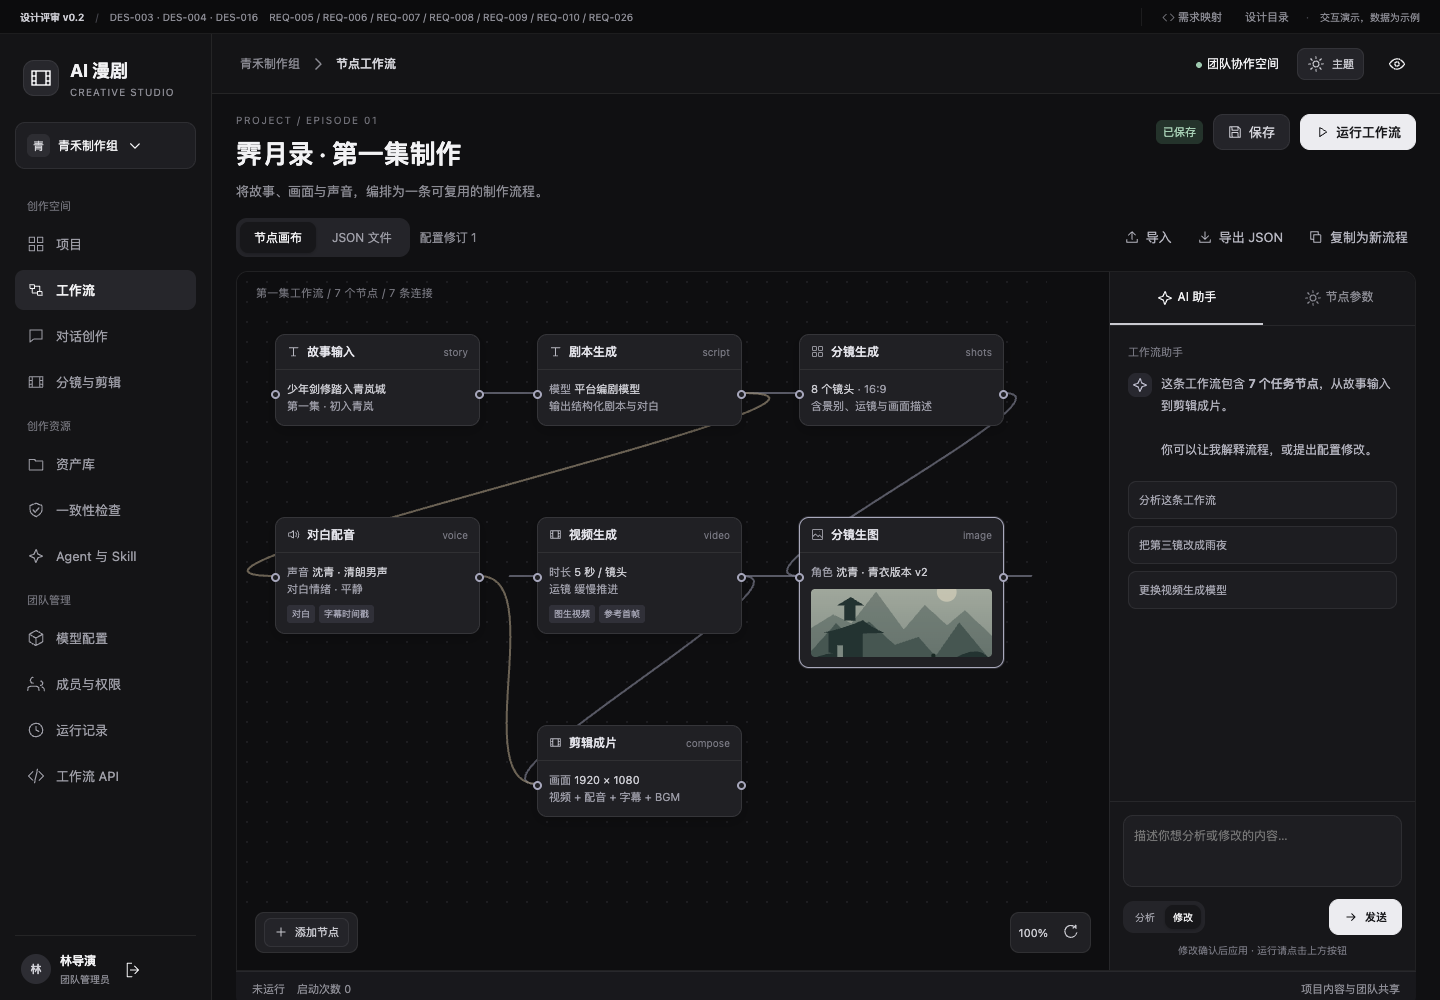 设计评审 v0.2 / DES-003 · DES-004 · DES-016 REQ-005 / REQ-006 / REQ-007 / REQ-008 / REQ-009 / REQ-010 / REQ-026
需求映射 设计目录 · 交互演示，数据为示例
AI 漫剧
CREATIVE STUDIO
青 青禾制作组
创作空间
项目
工作流
对话创作
分镜与剪辑
创作资源
资产库
一致性检查
Agent 与 Skill
团队管理
模型配置
成员与权限
运行记录
工作流 API
林 林导演
团队管理员
青禾制作组 节点工作流
团队协作空间 主题
PROJECT / EPISODE 01
霁月录 · 第一集制作
将故事、画面与声音，编排为一条可复用的制作流程。
已保存 保存 运行工作流
节点画布 JSON 文件 配置修订 1
导入 导出 JSON 复制为新流程
第一集工作流 / 7 个节点 / 7 条连接
故事输入 story
少年剑修踏入青岚城
第一集 · 初入青岚
剧本生成 script
模型 平台编剧模型
输出结构化剧本与对白
分镜生成 shots
8 个镜头 · 16:9
含景别、运镜与画面描述
对白配音 voice
声音 沈青 · 清朗男声
对白情绪 · 平静
对白 字幕时间戳
视频生成 video
时长 5 秒 / 镜头
运镜 缓慢推进
图生视频 参考首帧
分镜生图 image
角色 沈青 · 青衣版本 v2
剪辑成片 compose
画面 1920 × 1080
视频 + 配音 + 字幕 + BGM
添加节点
100%
AI 助手 节点参数
工作流助手
这条工作流包含 7 个任务节点，从故事输入
到剪辑成片。
你可以让我解释流程，或提出配置修改。
分析这条工作流
把第三镜改成雨夜
更换视频生成模型
描述你想分析或修改的内容...
分析 修改 发送
修改确认后应用 · 运行请点击上方按钮
未运行 启动次数 0
项目内容与团队共享